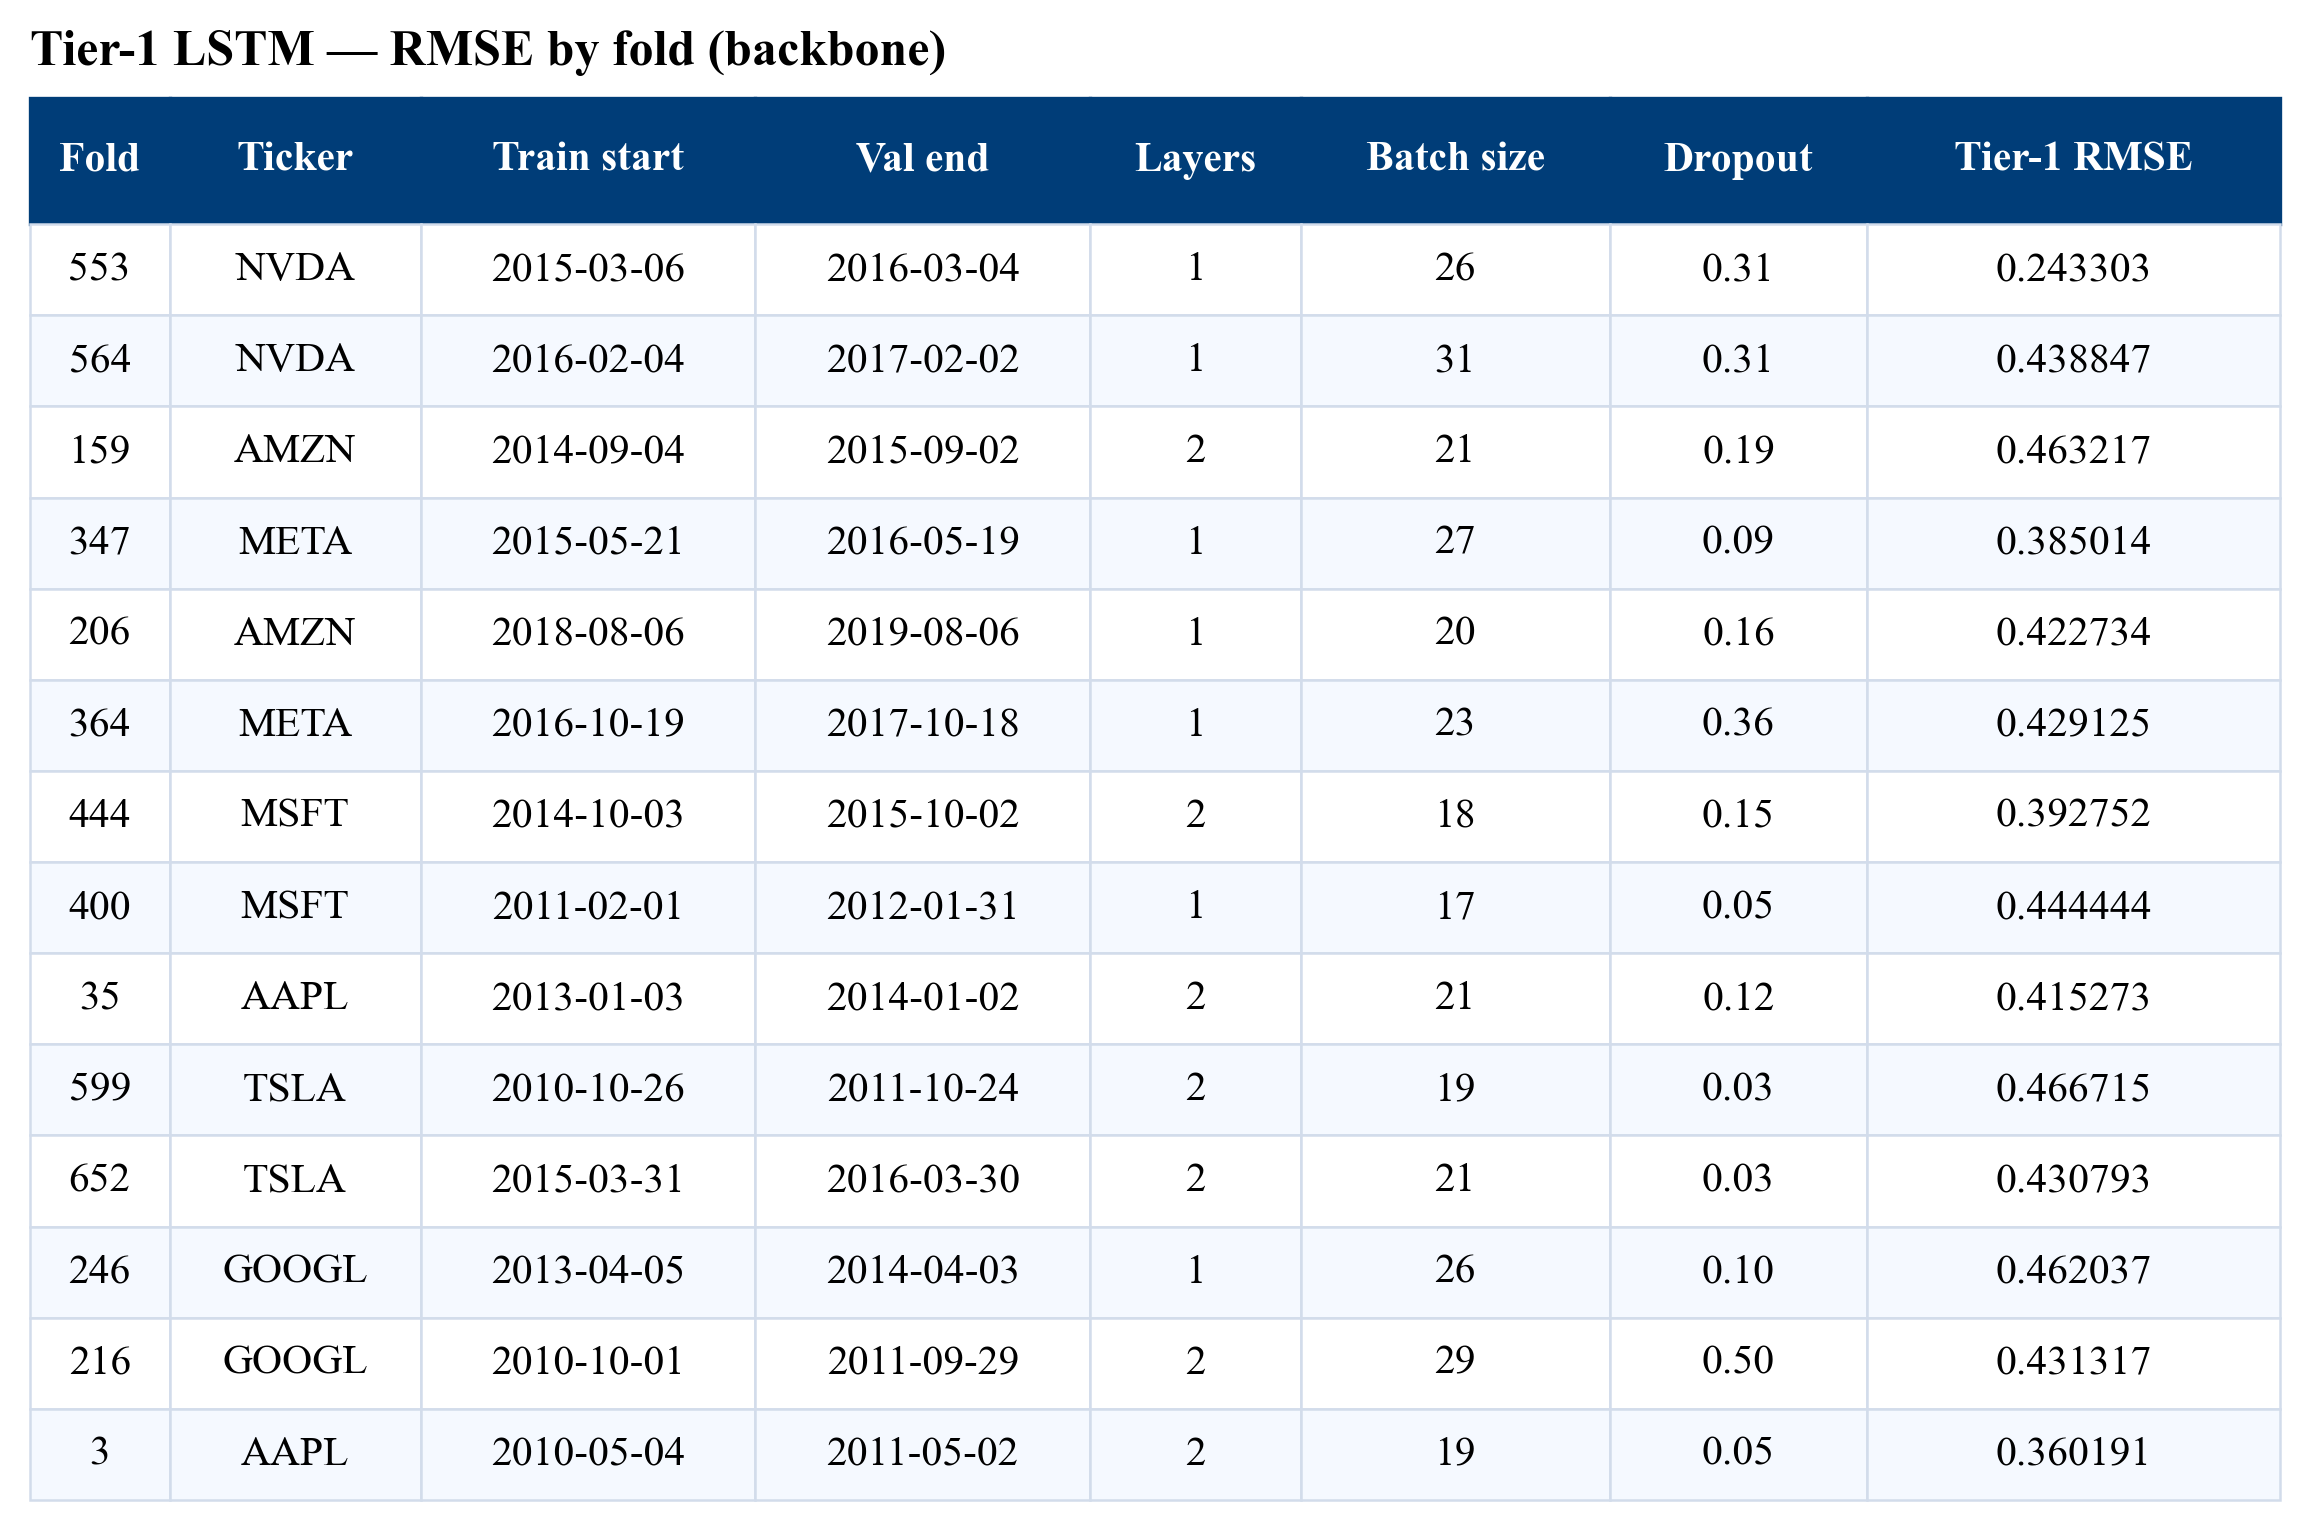 Tier-1 LSTM — RMSE by fold (backbone)
Fold Ticker Train start Val end Layers Batch size Dropout Tier-1 RMSE
553 NVDA 2015-03-06 2016-03-04 1 26 0.31 0.243303
564 NVDA 2016-02-04 2017-02-02 1 31 0.31 0.438847
159 AMZN 2014-09-04 2015-09-02 2 21 0.19 0.463217
347 META 2015-05-21 2016-05-19 1 27 0.09 0.385014
206 AMZN 2018-08-06 2019-08-06 1 20 0.16 0.422734
364 META 2016-10-19 2017-10-18 1 23 0.36 0.429125
444 MSFT 2014-10-03 2015-10-02 2 18 0.15 0.392752
400 MSFT 2011-02-01 2012-01-31 1 17 0.05 0.444444
35 AAPL 2013-01-03 2014-01-02 2 21 0.12 0.415273
599 TSLA 2010-10-26 2011-10-24 2 19 0.03 0.466715
652 TSLA 2015-03-31 2016-03-30 2 21 0.03 0.430793
246 GOOGL 2013-04-05 2014-04-03 1 26 0.10 0.462037
216 GOOGL 2010-10-01 2011-09-29 2 29 0.50 0.431317
3 AAPL 2010-05-04 2011-05-02 2 19 0.05 0.360191